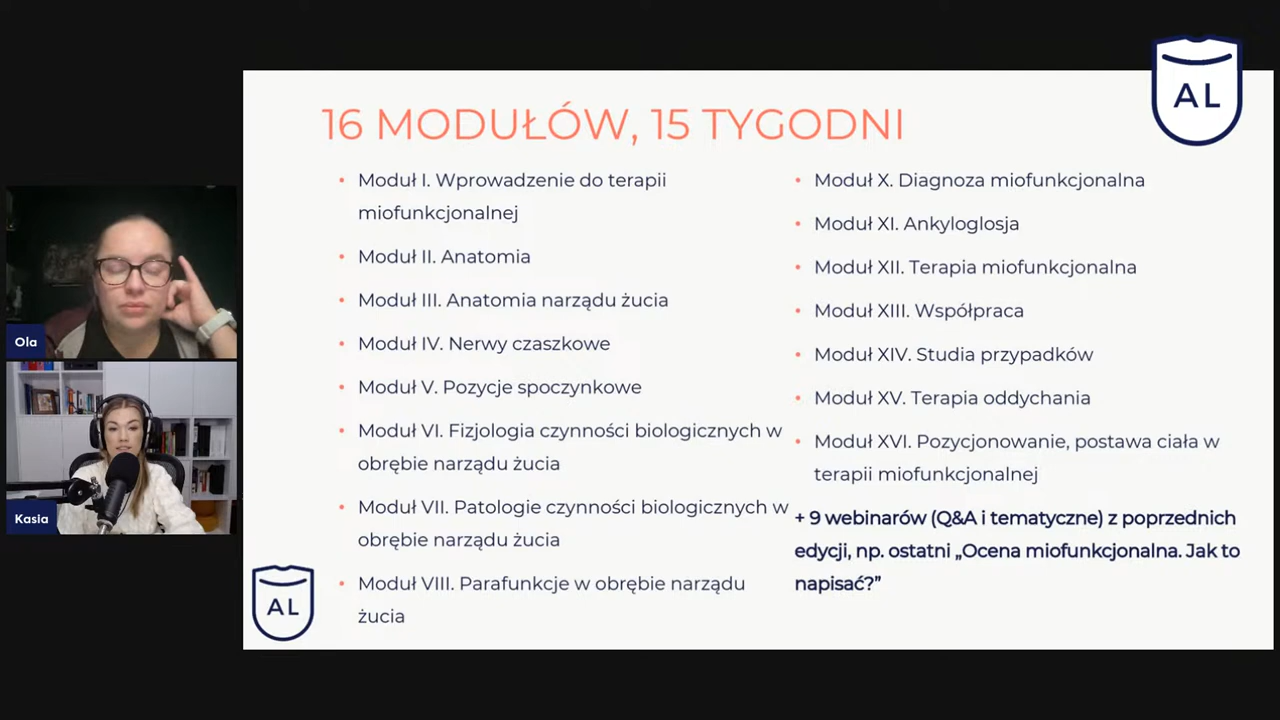 AL
16 MODUŁÓW, 15 TYGODNI
• Moduł I. Wprowadzenie do terapii
miofunkcjonalnej
• Moduł II. Anatomia
• Moduł III. Anatomia narządu żucia
• Moduł IV. Nerwy czaszkowe
• Moduł V. Pozycje spoczynkowe
• Moduł VI. Fizjologia czynności biologicznych w
obrębie narządu żucia
• Moduł VII. Patologie czynności biologicznych w
obrębie narządu żucia
• Moduł VIII. Parafunkcje w obrębie narządu
żucia
• Moduł X. Diagnoza miofunkcjonalna
• Moduł XI. Ankyloglosja
• Moduł XII. Terapia miofunkcjonalna
• Moduł XIII. Współpraca
• Moduł XIV. Studia przypadków
• Moduł XV. Terapia oddychania
• Moduł XVI. Pozycjonowanie, postawa ciała w
terapii miofunkcjonalnej
+ 9 webinarów (Q&A i tematyczne) z poprzednich
edycji, np. ostatni „Ocena miofunkcjonalna. Jak to
napisać?”
AL
Ola
Kasia